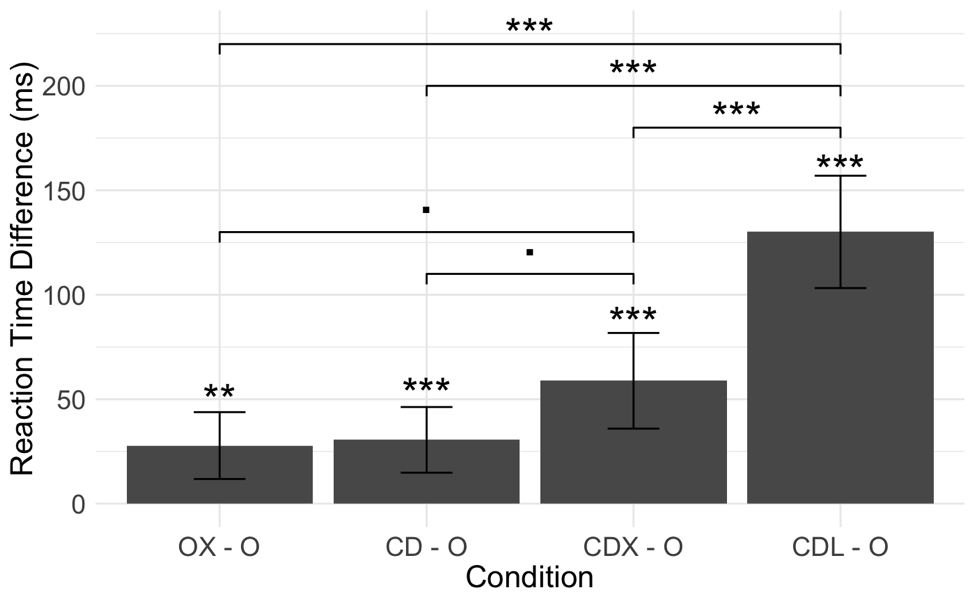 ***
***
***
***
.
.
***
***
**
200
150
100
50
0
Reaction Time Difference (ms)
OX - O
CD - O
CDX - O
CDL - O
Condition